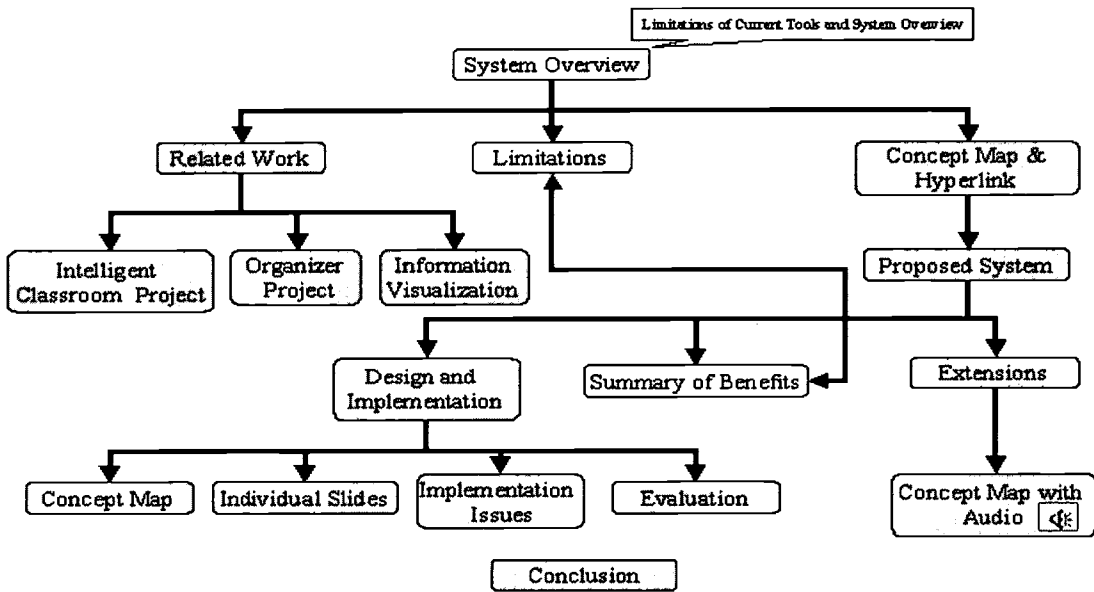 Limitations of Current Tools and System Overview
System Overview
Related Work
Limitations
Concept Map &
Hyperlink
Intelligent
Classroom Project
Organizer
Project
Information
Visualization
Proposed System
Design and
Implementation
Summary of Benefits
Extensions
Concept Map
Individual Slides
Implementation
Issues
Evaluation
Concept Map with
Audio
Conclusion